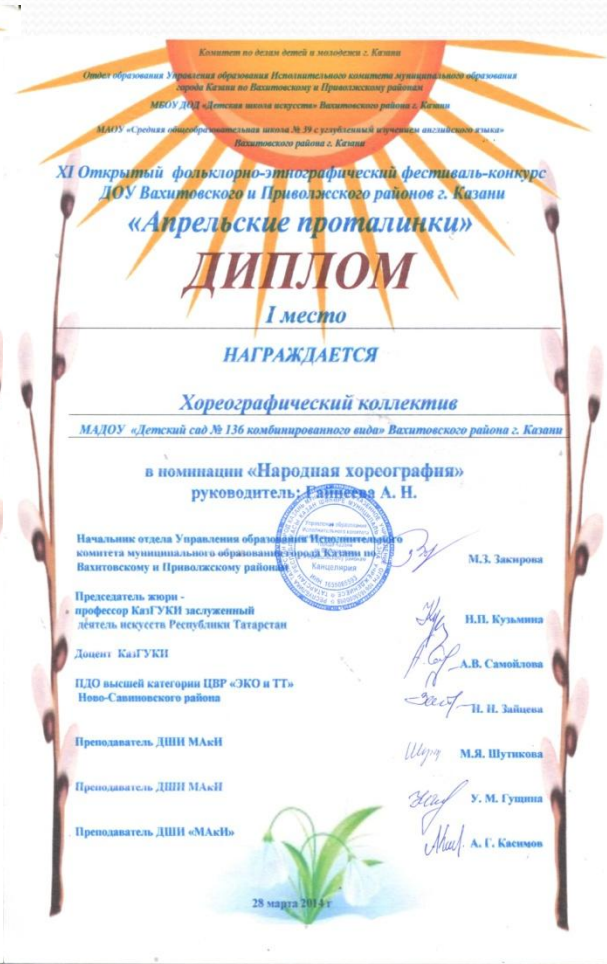 Комитет по делам детей и молодежи г. Казани
Отдел образования Управления образования Исполнительного комитета муниципального образования
города Казани по Вахитовскому и Приволжскому районам
МБОУ ДОД «Детская школа искусств» Вахитовского района г. Казани
МАОУ «Средняя общеобразовательная школа № 39 с углубленный изучением английского языка»
Вахитовского района г. Казани
XI Открытый фольклорно-этнографический фестиваль-конкурс
ДОУ Вахитовского и Приволжского районов г. Казани
«Апрельские проталинки»
ДИПЛОМ
I место
НАГРАЖДАЕТСЯ
Хореографический коллектив
МАДОУ «Детский сад № 136 комбинированного вида» Вахитовского района г. Казани
в номинации «Народная хореография»
руководитель: Ганнеева А. Н.
Начальник отдела Управления образования Исполнительного
комитета муниципального образования города Казани по
Вахитовскому и Приволжскому районам
М.З. Закирова
Председатель жюри -
профессор КазГУКИ заслуженный
деятель искусств Республики Татарстан
Н.П. Кузьмина
Доцент КазГУКИ
А.В. Самойлова
ПДО высшей категории ЦВР «ЭКО и ТТ»
Ново-Савиновского района
Н. Н. Зайцева
Преподаватель ДШИ МАкИ
М.Я. Шутикова
Преподаватель ДШИ МАкИ
У. М. Гущина
Преподаватель ДШИ «МАкИ»
А. Г. Касимов
Канцелярия
28 марта 2014 г